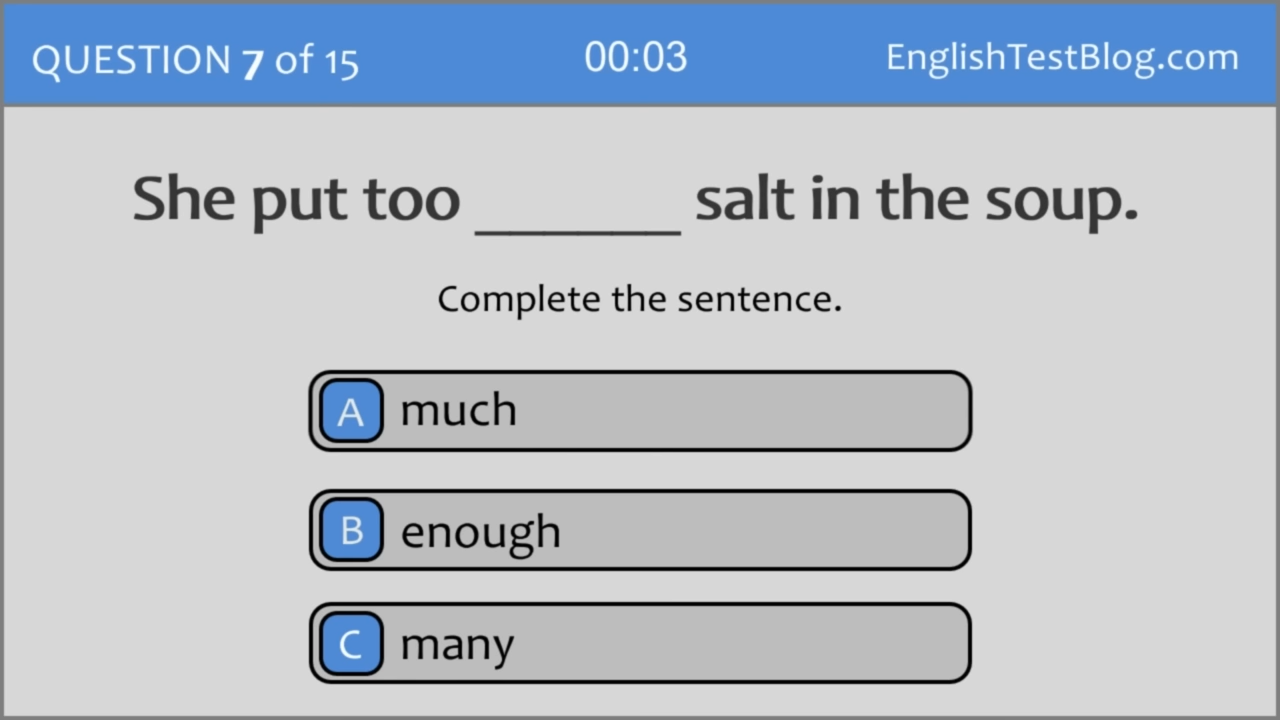 QUESTION 7 of 15
00:03
EnglishTestBlog.com
She put too ______ salt in the soup.
Complete the sentence.
A much
B enough
C many